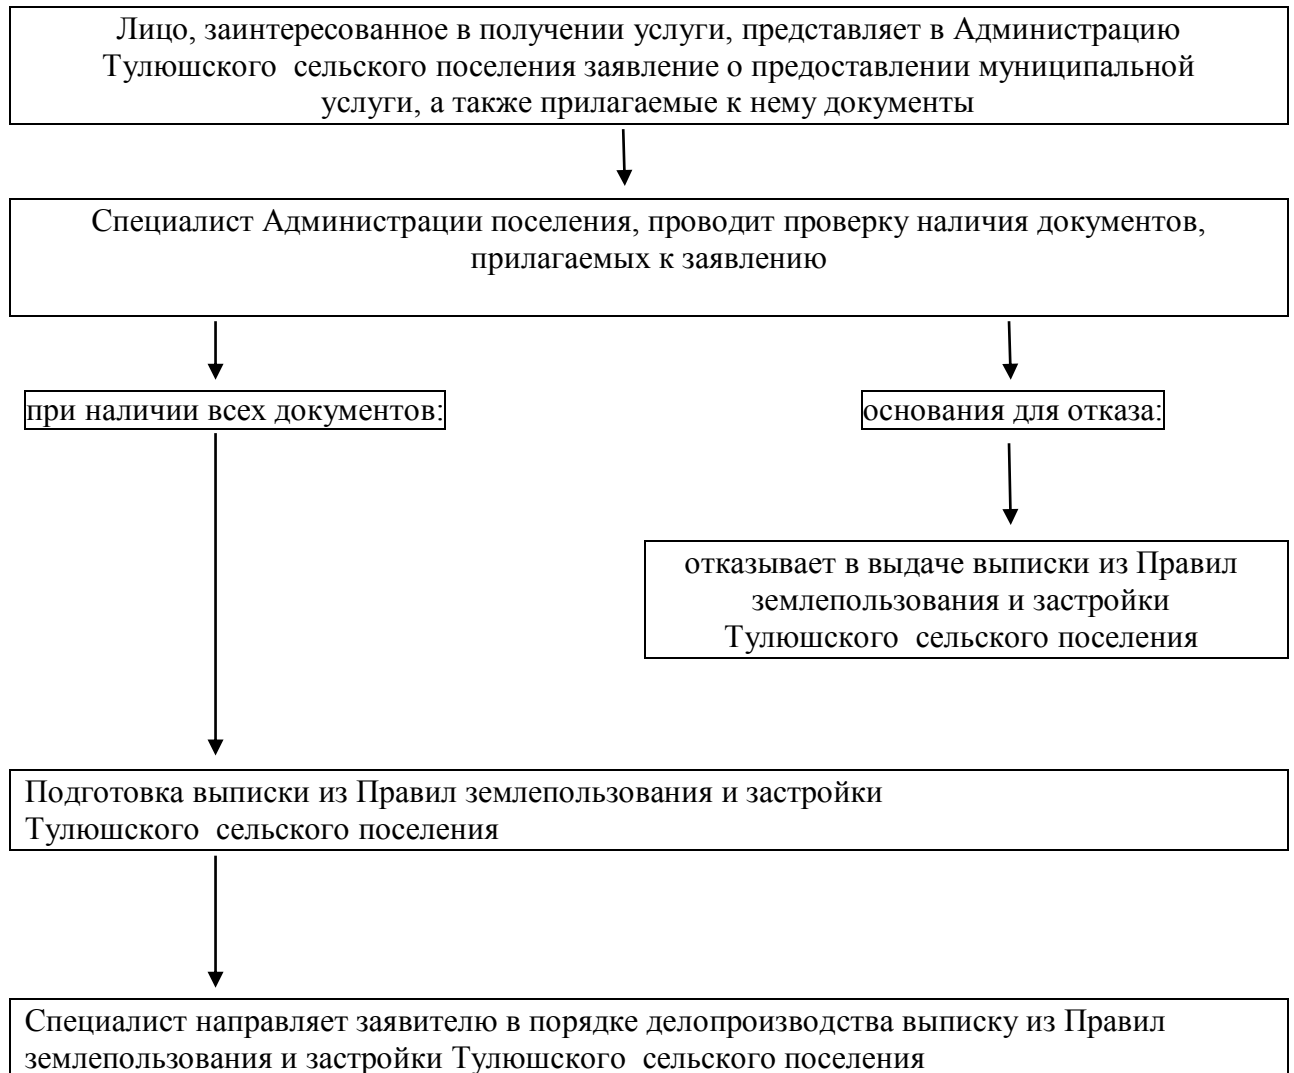 Лицо, заинтересованное в получении услуги, представляет в Администрацию
Тулюшского  сельского поселения заявление о предоставлении муниципальной
услуги, а также прилагаемые к нему документы
Специалист Администрации поселения, проводит проверку наличия документов,
прилагаемых к заявлению
при наличии всех документов:
основания для отказа:
отказывает в выдаче выписки из Правил
землепользования и застройки
Тулюшского  сельского поселения
Подготовка выписки из Правил землепользования и застройки
Тулюшского  сельского поселения
Специалист направляет заявителю в порядке делопроизводства выписку из Правил
землепользования и застройки Тулюшского  сельского поселения